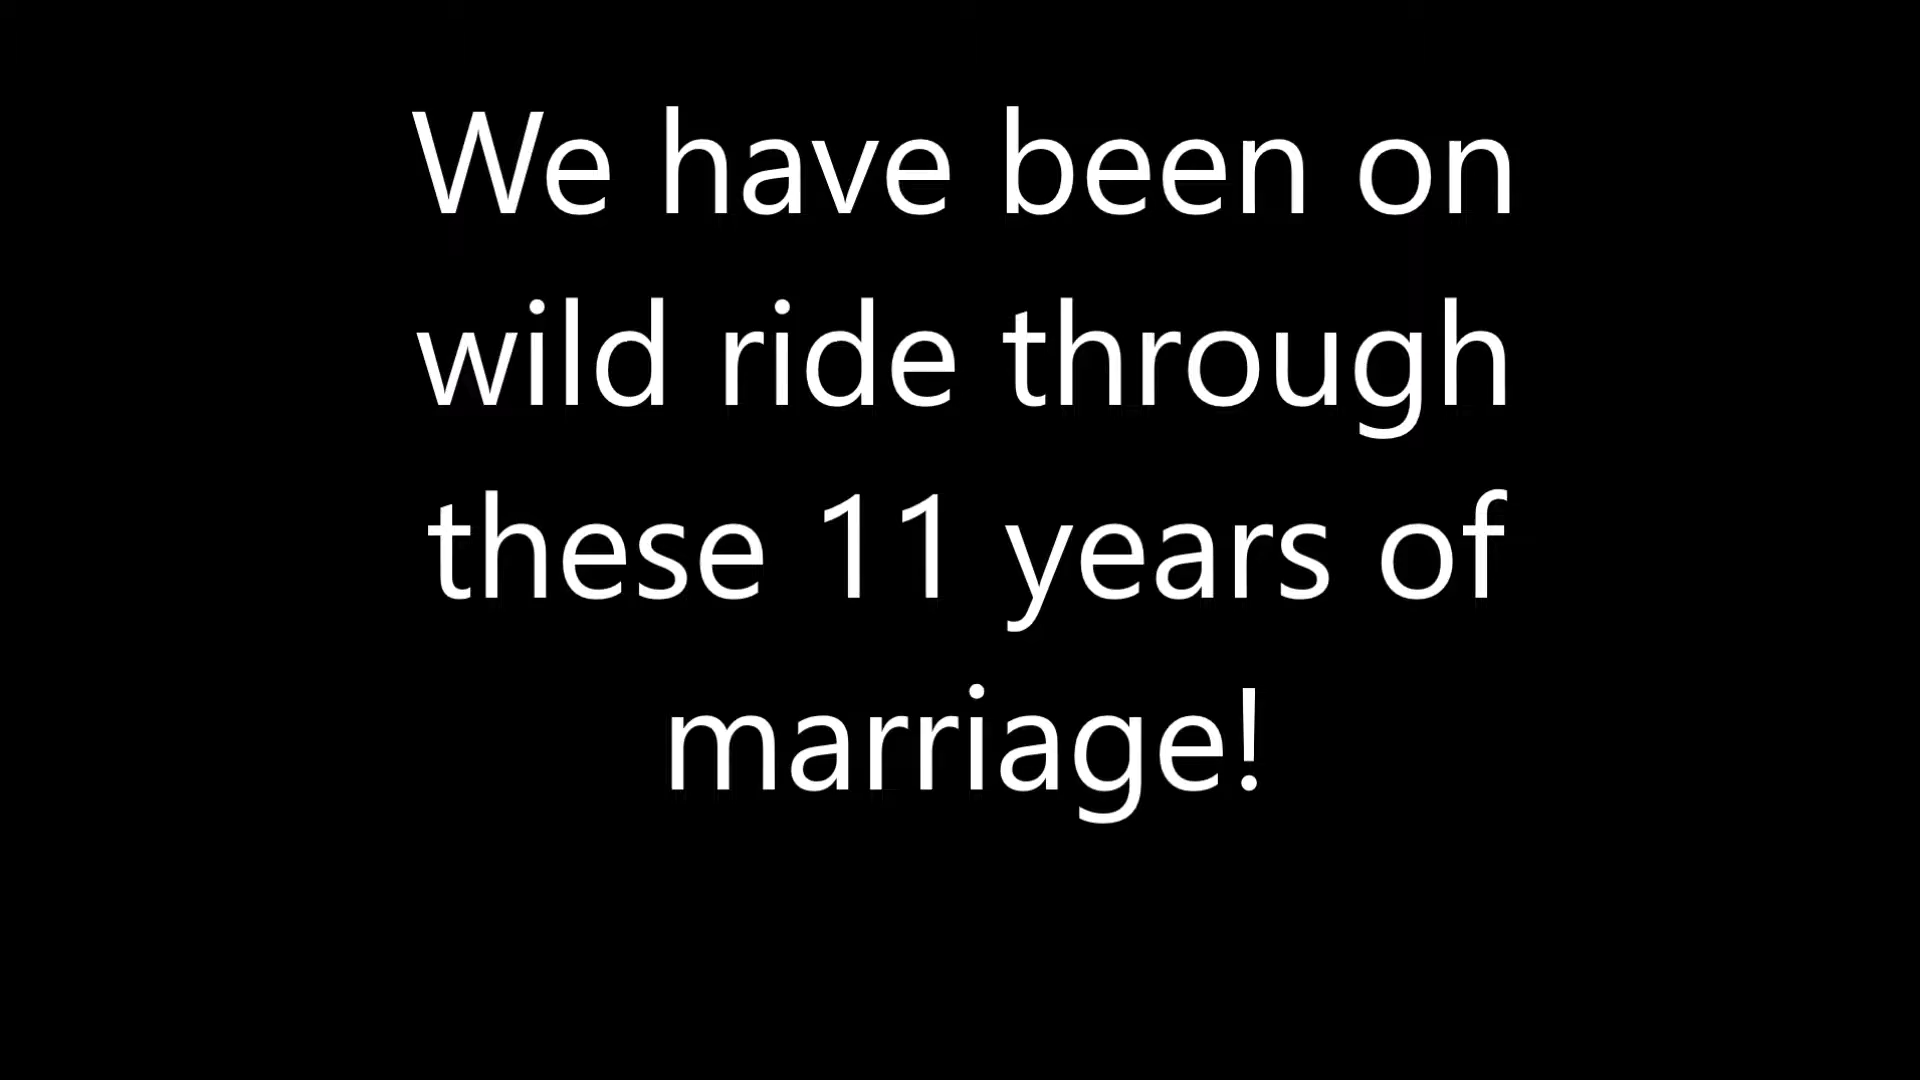 We have been on
wild ride through
these 11 years of
marriage!